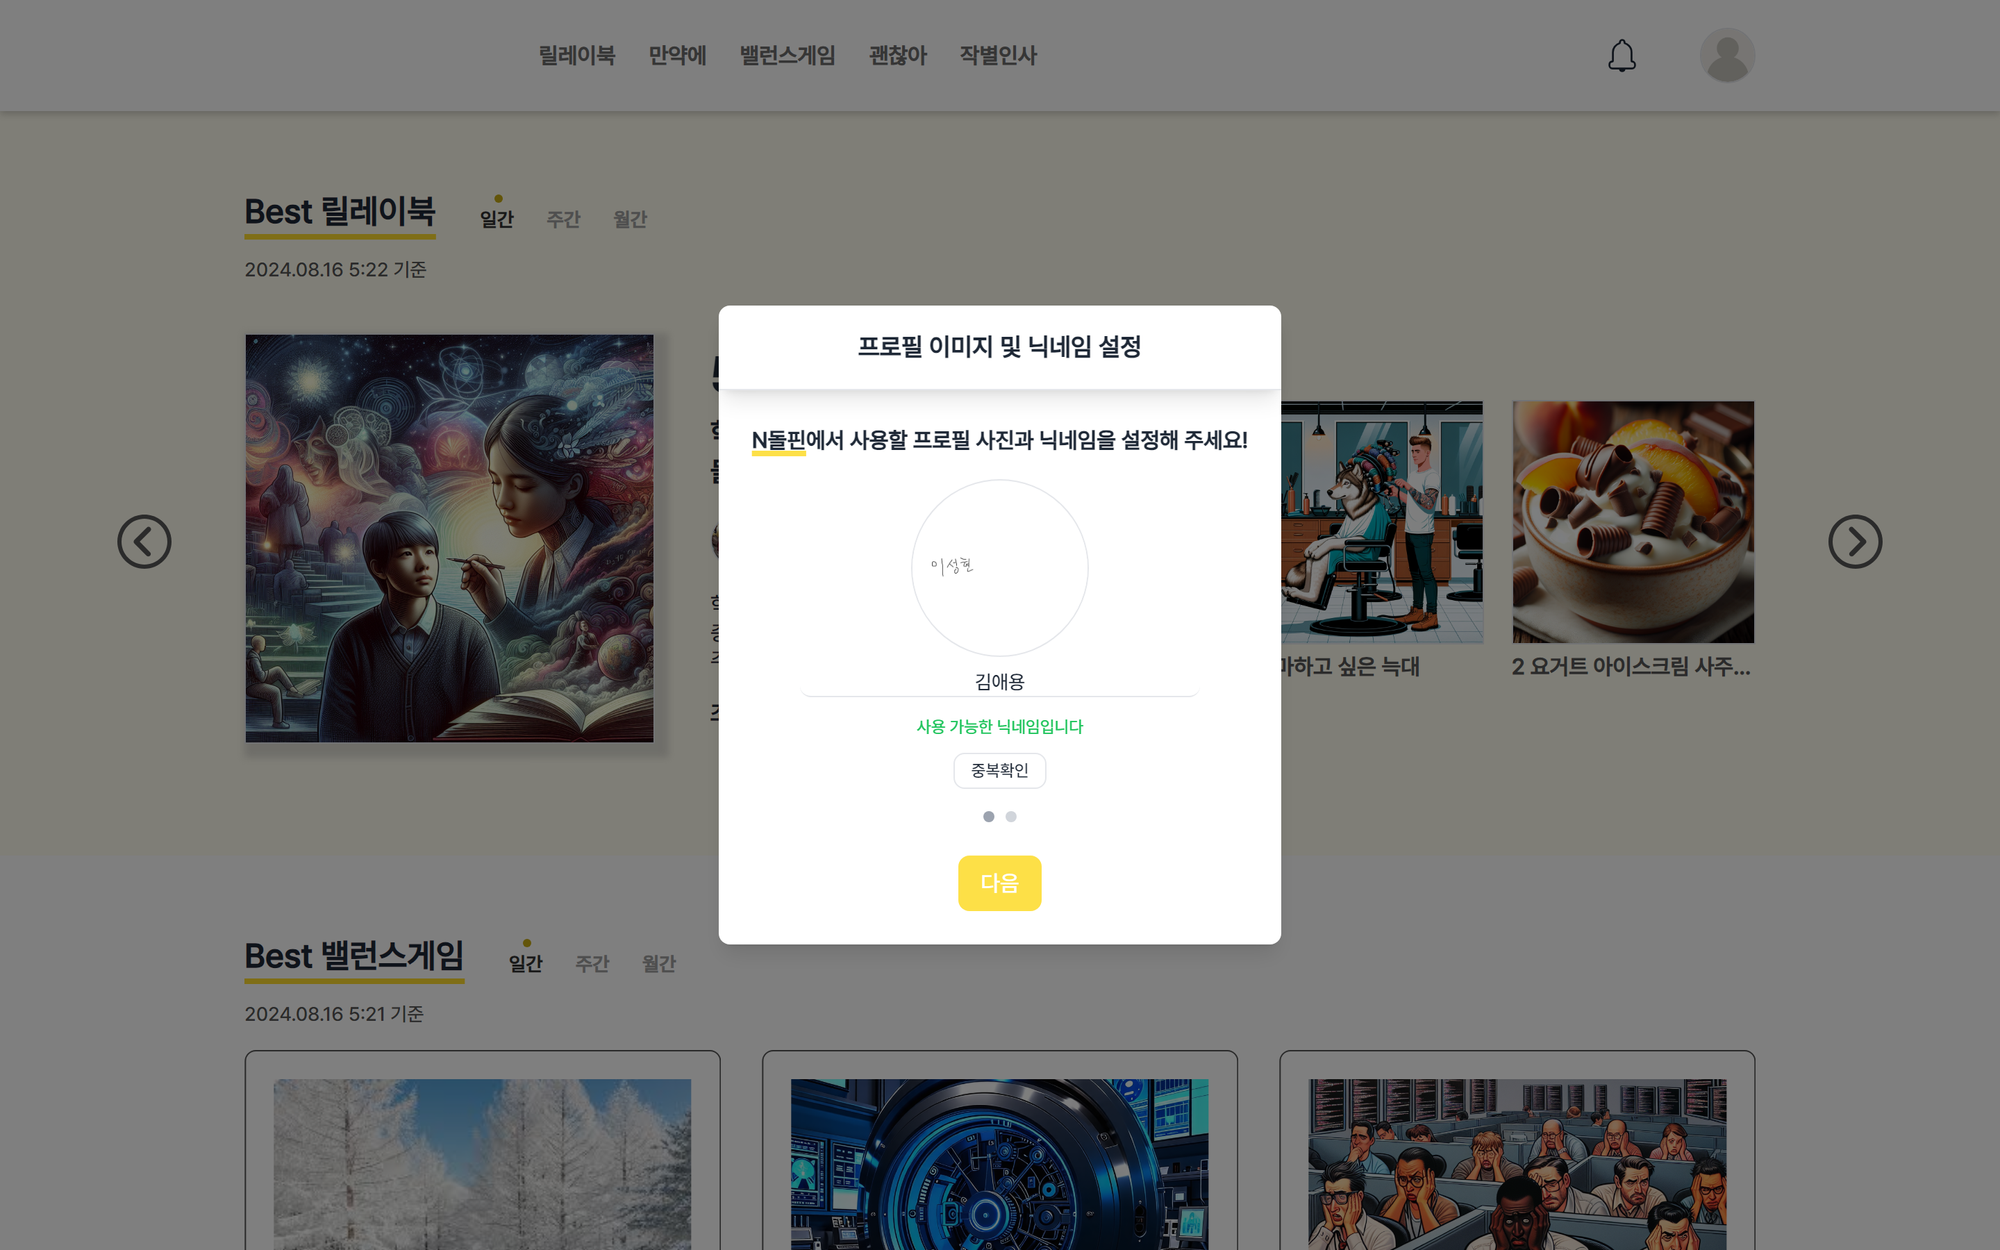 릴레이북 만약에 밸런스게임 괜찮아 작별인사
Best 릴레이북 일간 주간 월간
2024.08.16 5:22 기준
프로필 이미지 및 닉네임 설정
N돌핀에서 사용할 프로필 사진과 닉네임을 설정해 주세요!
이성현
김애용
사용 가능한 닉네임입니다
중복확인
다음
마하고 싶은 늑대
2 요거트 아이스크림 사주...
Best 밸런스게임 일간 주간 월간
2024.08.16 5:21 기준